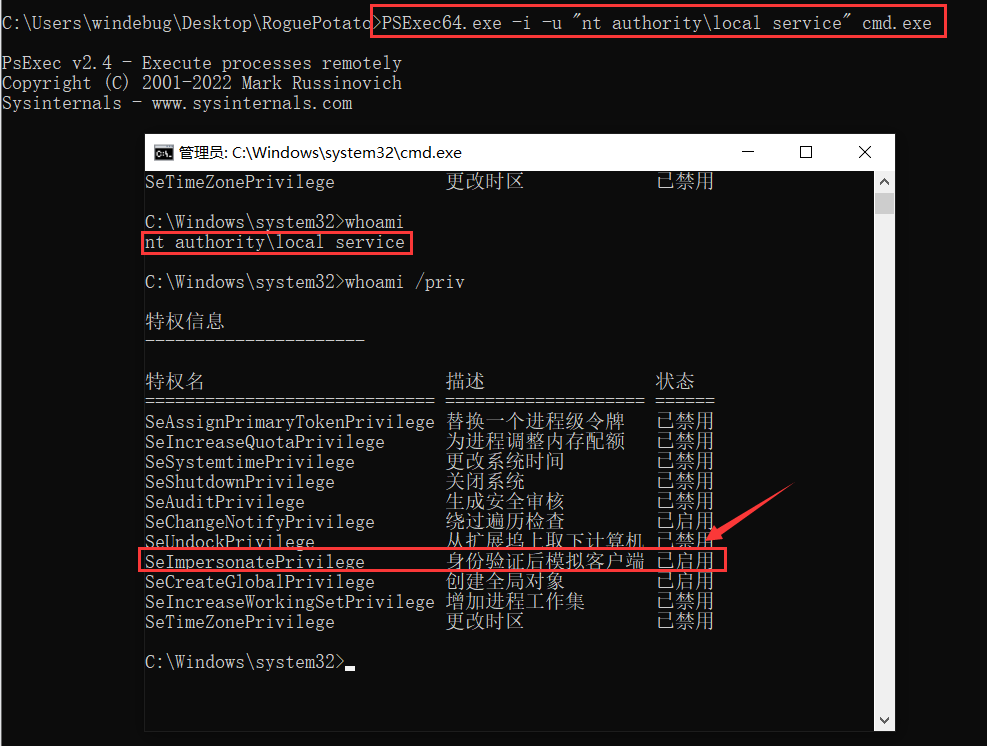 C:\Users\windebug\Desktop\RoguePotato>PSExec64.exe -i -u "nt authority\local service" cmd.exe
PsExec v2.4 - Execute processes remotely
Copyright (C) 2001-2022 Mark Russinovich
Sysinternals - www.sysinternals.com
管理员: C:\Windows\system32\cmd.exe
SeTimeZonePrivilege 更改时区 已禁用
C:\Windows\system32>whoami
nt authority\local service
C:\Windows\system32>whoami /priv
特权信息
----------------------
特权名 描述 状态
============================= ==================== ======
SeAssignPrimaryTokenPrivilege 替换一个进程级令牌 已禁用
SeIncreaseQuotaPrivilege 为进程调整内存配额 已禁用
SeSystemtimePrivilege 更改系统时间 已禁用
SeShutdownPrivilege 关闭系统 已禁用
SeAuditPrivilege 生成安全审核 已禁用
SeChangeNotifyPrivilege 绕过遍历检查 已启用
SeUndockPrivilege 从扩展坞上取下计算机 已禁用
SeImpersonatePrivilege 身份验证后模拟客户端 已启用
SeCreateGlobalPrivilege 创建全局对象 已启用
SeIncreaseWorkingSetPrivilege 增加进程工作集 已禁用
SeTimeZonePrivilege 更改时区 已禁用
C:\Windows\system32>